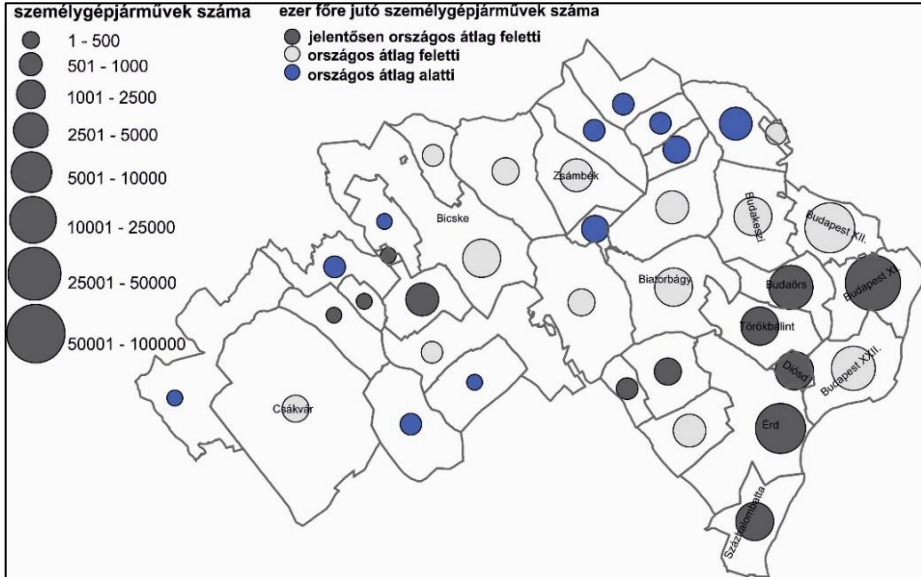 személygépjárművek száma
1 - 500
501 - 1000
1001 - 2500
2501 - 5000
5001 - 10000
10001 - 25000
25001 - 50000
50001 - 100000
ezer főre jutó személygépjárművek száma
jelentősen országos átlag feletti
országos átlag feletti
országos átlag alatti
Zsámbék
Bicske
Budakeszi
Budapest XII.
Biatorbágy
Budaörs
Budapest XI.
Törökbálint
Diósd
Budapest XXII.
Csákvár
Érd
Százhalombatta